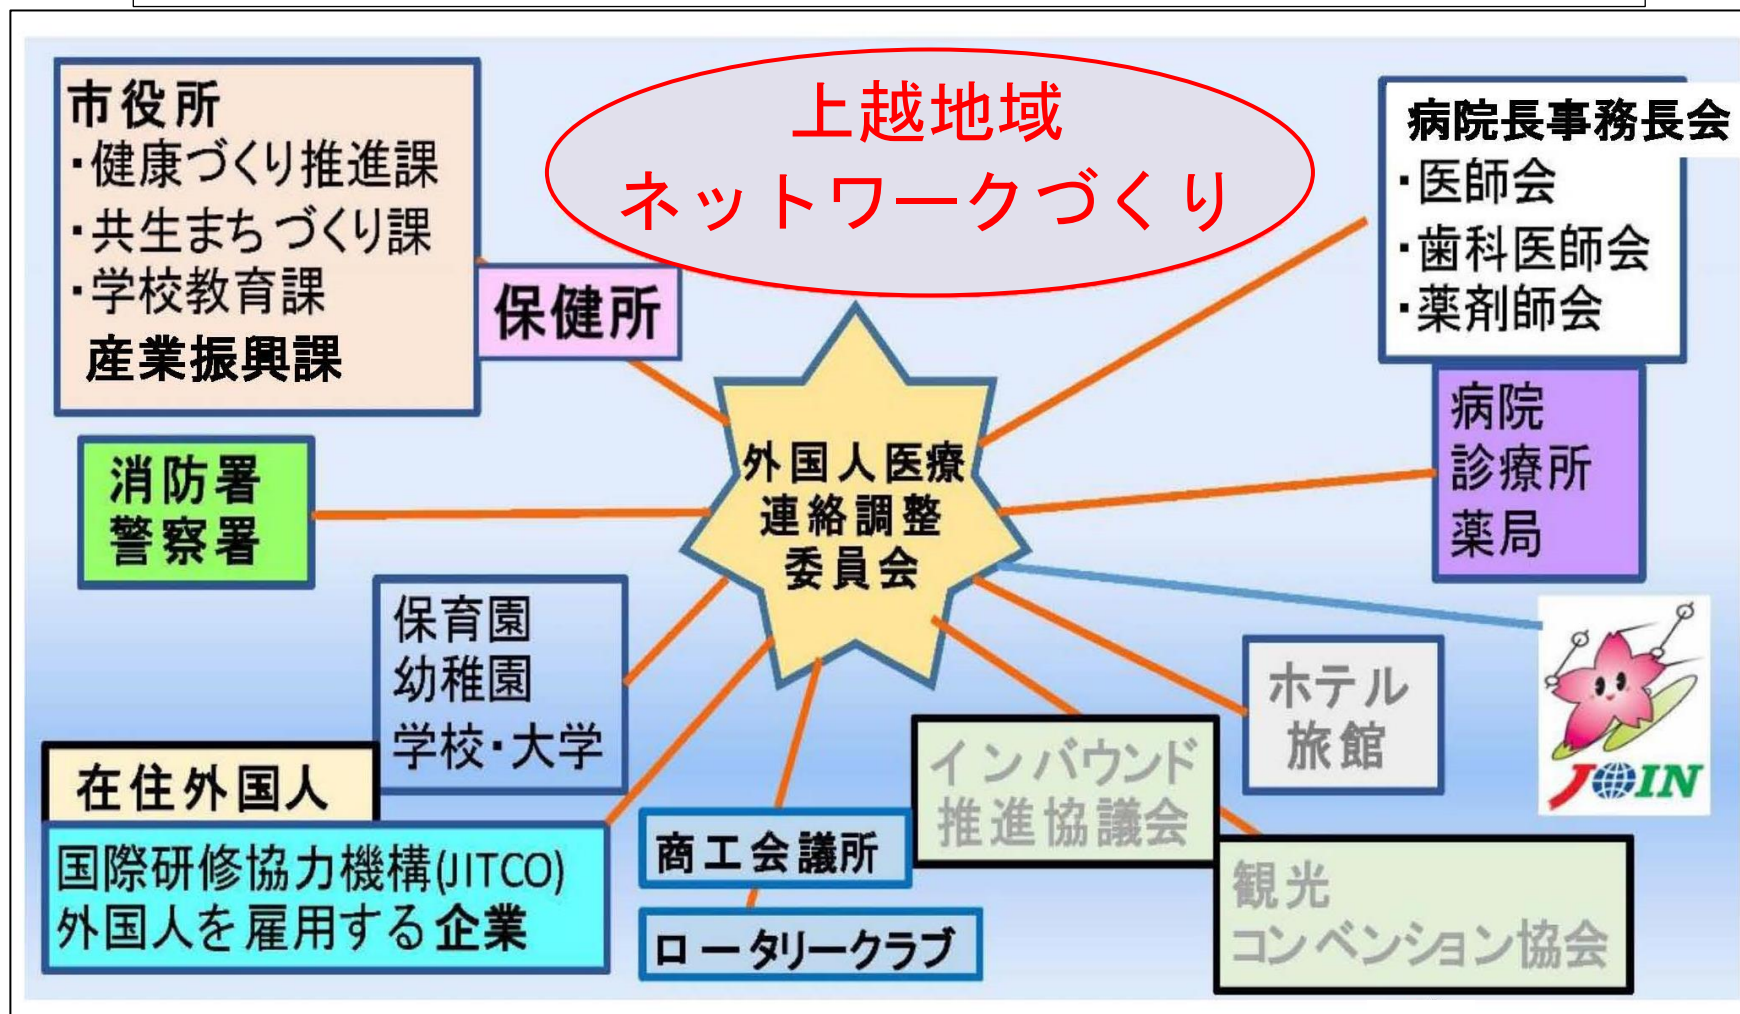 上越地域
ネットワークづくり
市役所
・健康づくり推進課
・共生まちづくり課
・学校教育課
産業振興課
保健所
病院長事務長会
・医師会
・歯科医師会
・薬剤師会
病院
診療所
薬局
消防署
警察署
外国人医療
連絡調整
委員会
保育園
幼稚園
学校・大学
在住外国人
国際研修協力機構(JITCO)
外国人を雇用する企業
商工会議所
ロータリークラブ
インバウンド
推進協議会
観光
コンベンション協会
ホテル
旅館
JOIN